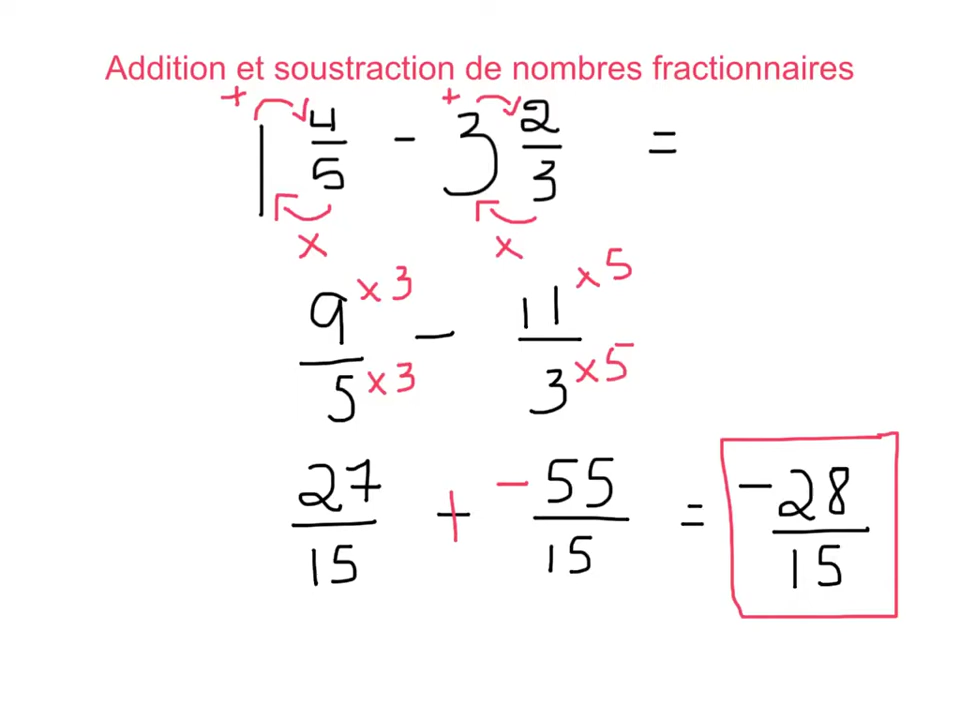 Addition et soustraction de nombres fractionnaires
+ +
1 4/5 - 3 2/3 =
x x
9 x 3 / 5 x 3 - 11 x 5 / 3 x 5
27/15 + -55/15 = -28/15